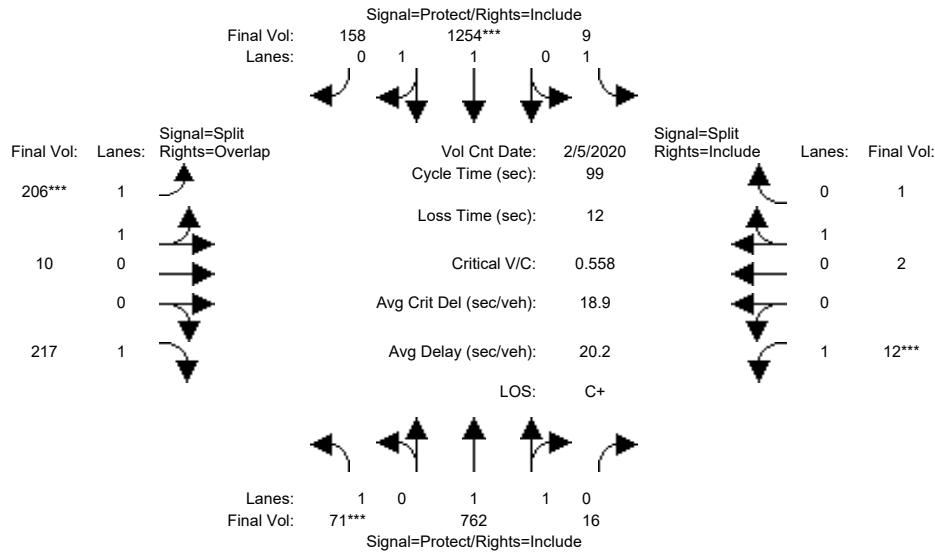 Signal=Protect/Rights=Include
Final Vol: 158 1254*** 9
Lanes: 0 1 1 0 1
Signal=Split
Final Vol: Lanes: Rights=Overlap
Vol Cnt Date: 2/5/2020
Signal=Split
Rights=Include Lanes: Final Vol:
Cycle Time (sec): 99
206*** 1
0 1
Loss Time (sec): 12
1
1
10 0
Critical V/C: 0.558
0 2
0
Avg Crit Del (sec/veh): 18.9
0
217 1
Avg Delay (sec/veh): 20.2
1 12***
LOS: C+
Lanes: 1 0 1 1 0
Final Vol: 71*** 762 16
Signal=Protect/Rights=Include